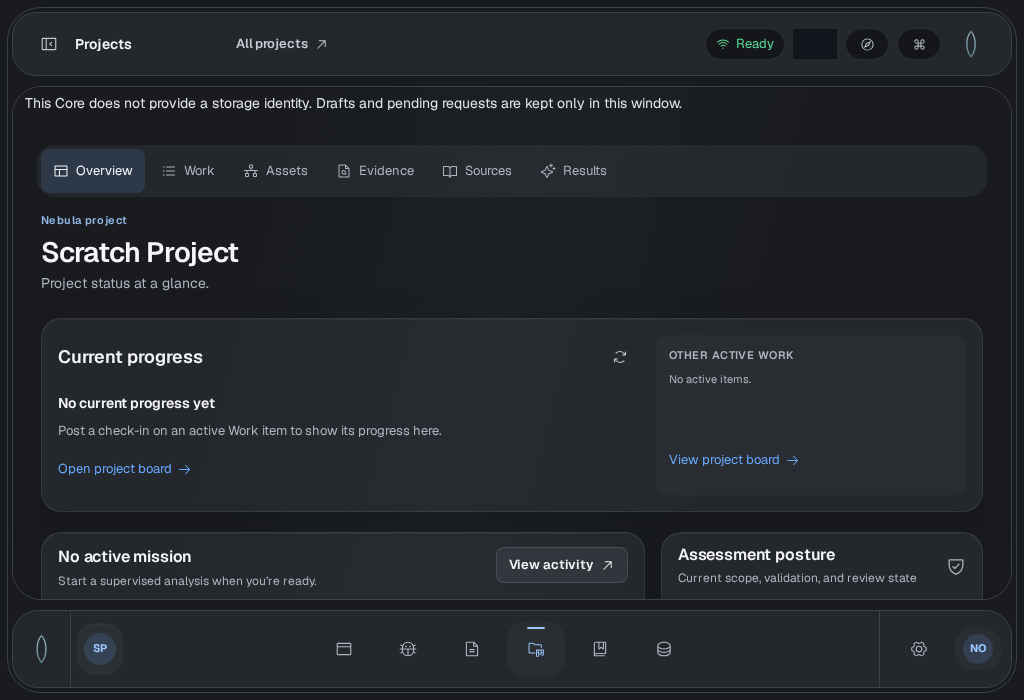 Projects
All projects
Ready
This Core does not provide a storage identity. Drafts and pending requests are kept only in this window.
Overview
Work
Assets
Evidence
Sources
Results
Nebula project
Scratch Project
Project status at a glance.
Current progress
No current progress yet
Post a check-in on an active Work item to show its progress here.
Open project board
OTHER ACTIVE WORK
No active items.
View project board
No active mission
Start a supervised analysis when you're ready.
View activity
Assessment posture
Current scope, validation, and review state
SP
NO